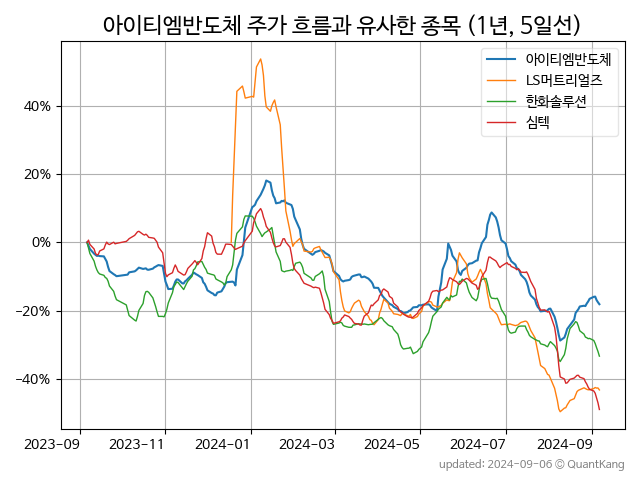 아이티엠반도체 주가 흐름과 유사한 종목 (1년, 5일선)
아이티엠반도체
LS머트리얼즈
한화솔루션
심텍
40%
20%
0%
−20%
−40%
2023-09 2023-11 2024-01 2024-03 2024-05 2024-07 2024-09
updated: 2024-09-06 © QuantKang